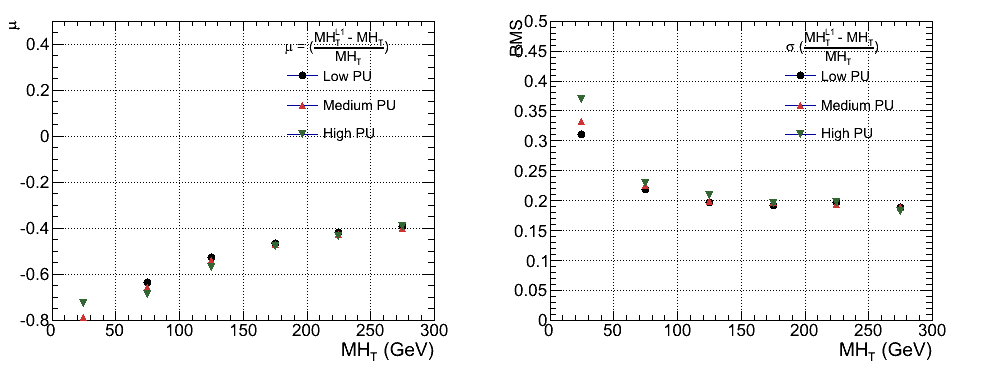 μ
0.4
0.2
0
-0.2
-0.4
-0.6
-0.8
0 50 100 150 200 250 300
MH_T (GeV)
μ = (MH_T^L1 - MH_T / MH_T)
Low PU
Medium PU
High PU
RMS
0.5
0.45
0.4
0.35
0.3
0.25
0.2
0.15
0.1
0.05
0
0 50 100 150 200 250 300
MH_T (GeV)
σ (MH_T^L1 - MH_T / MH_T)
Low PU
Medium PU
High PU